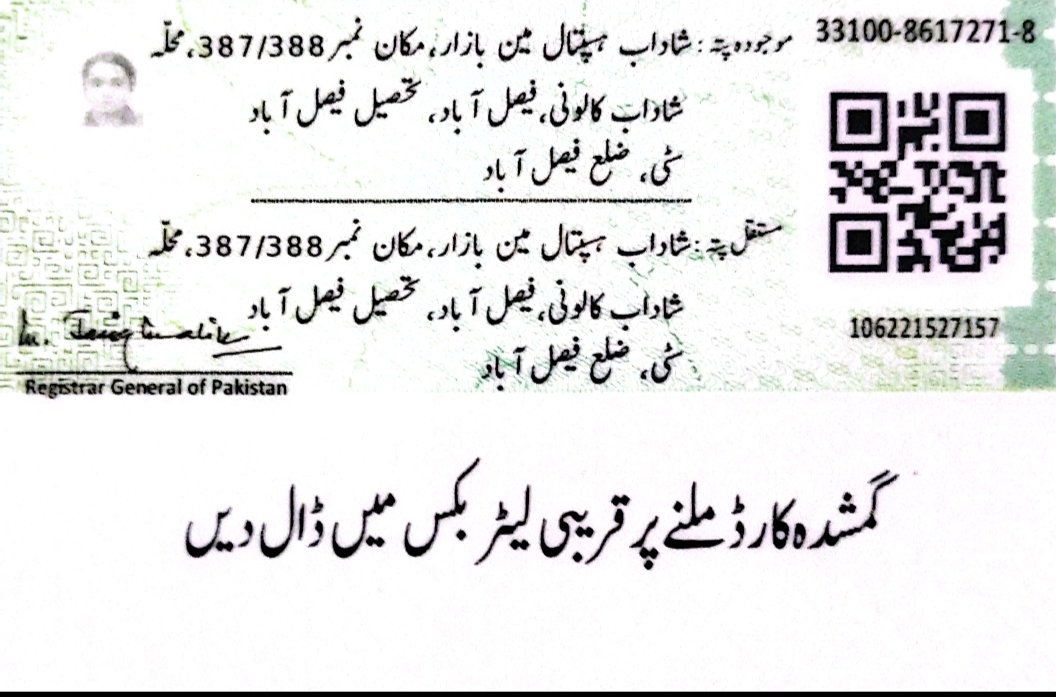 33100-8617271-8
موجودہ پتہ : شاداب ہسپتال مین بازار، مکان نمبر 387/388، محلّہ
شاداب کالونی، فیصل آباد، تحصیل فیصل آباد
سٹی، ضلع فیصل آباد
مستقل پتہ : شاداب ہسپتال مین بازار، مکان نمبر 387/388، محلّہ
شاداب کالونی، فیصل آباد، تحصیل فیصل آباد
سٹی، ضلع فیصل آباد
106221527157
Registrar General of Pakistan
گمشدہ کارڈ ملنے پر قریبی لیٹر بکس میں ڈال دیں